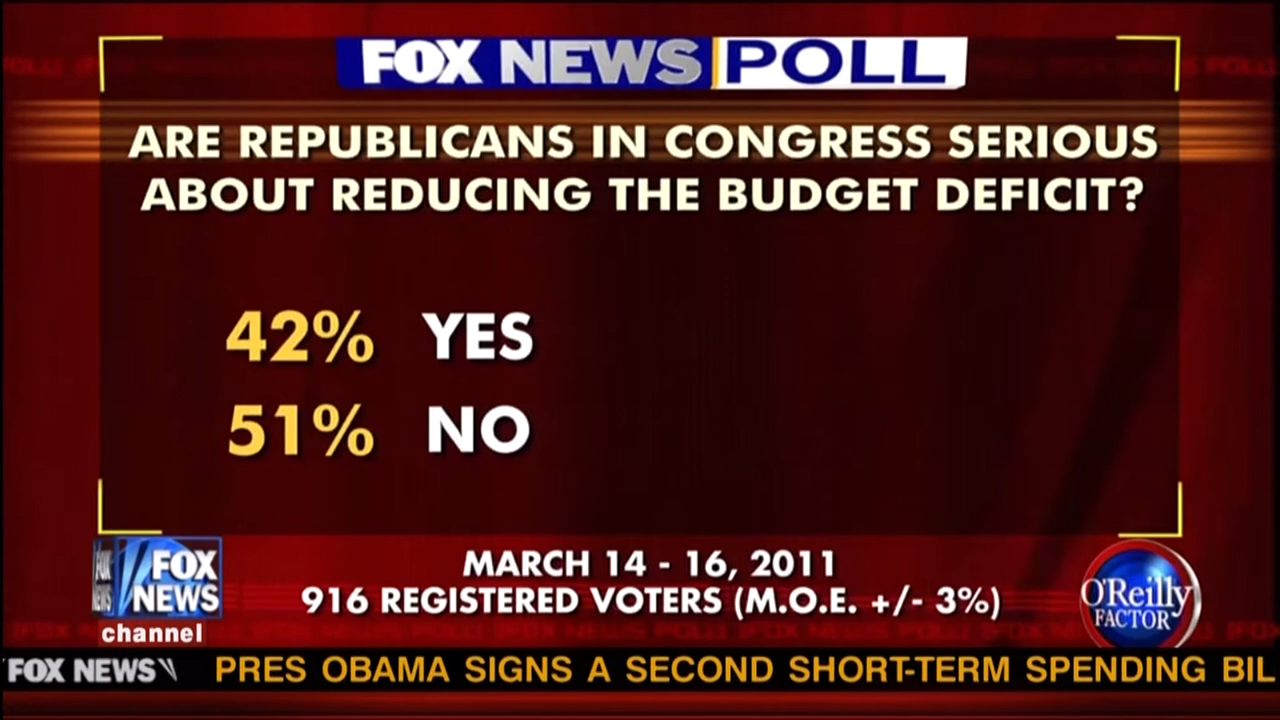 FOX NEWS POLL
ARE REPUBLICANS IN CONGRESS SERIOUS
ABOUT REDUCING THE BUDGET DEFICIT?
42% YES
51% NO
MARCH 14 - 16, 2011
916 REGISTERED VOTERS (M.O.E. +/- 3%)
FOX
NEWS
channel
O'Reilly
FACTOR
FOX NEWS PRES OBAMA SIGNS A SECOND SHORT-TERM SPENDING BIL